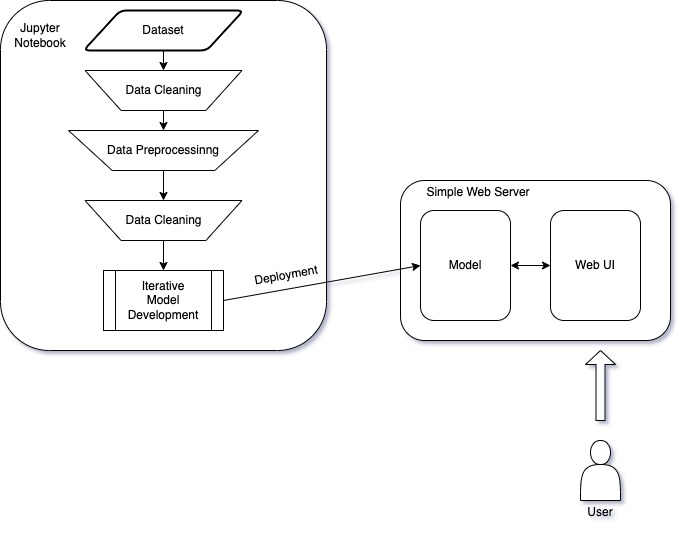 Jupyter
Notebook
Dataset
Data Cleaning
Data Preprocessinng
Data Cleaning
Iterative
Model
Development
Deployment
Simple Web Server
Model
Web UI
User